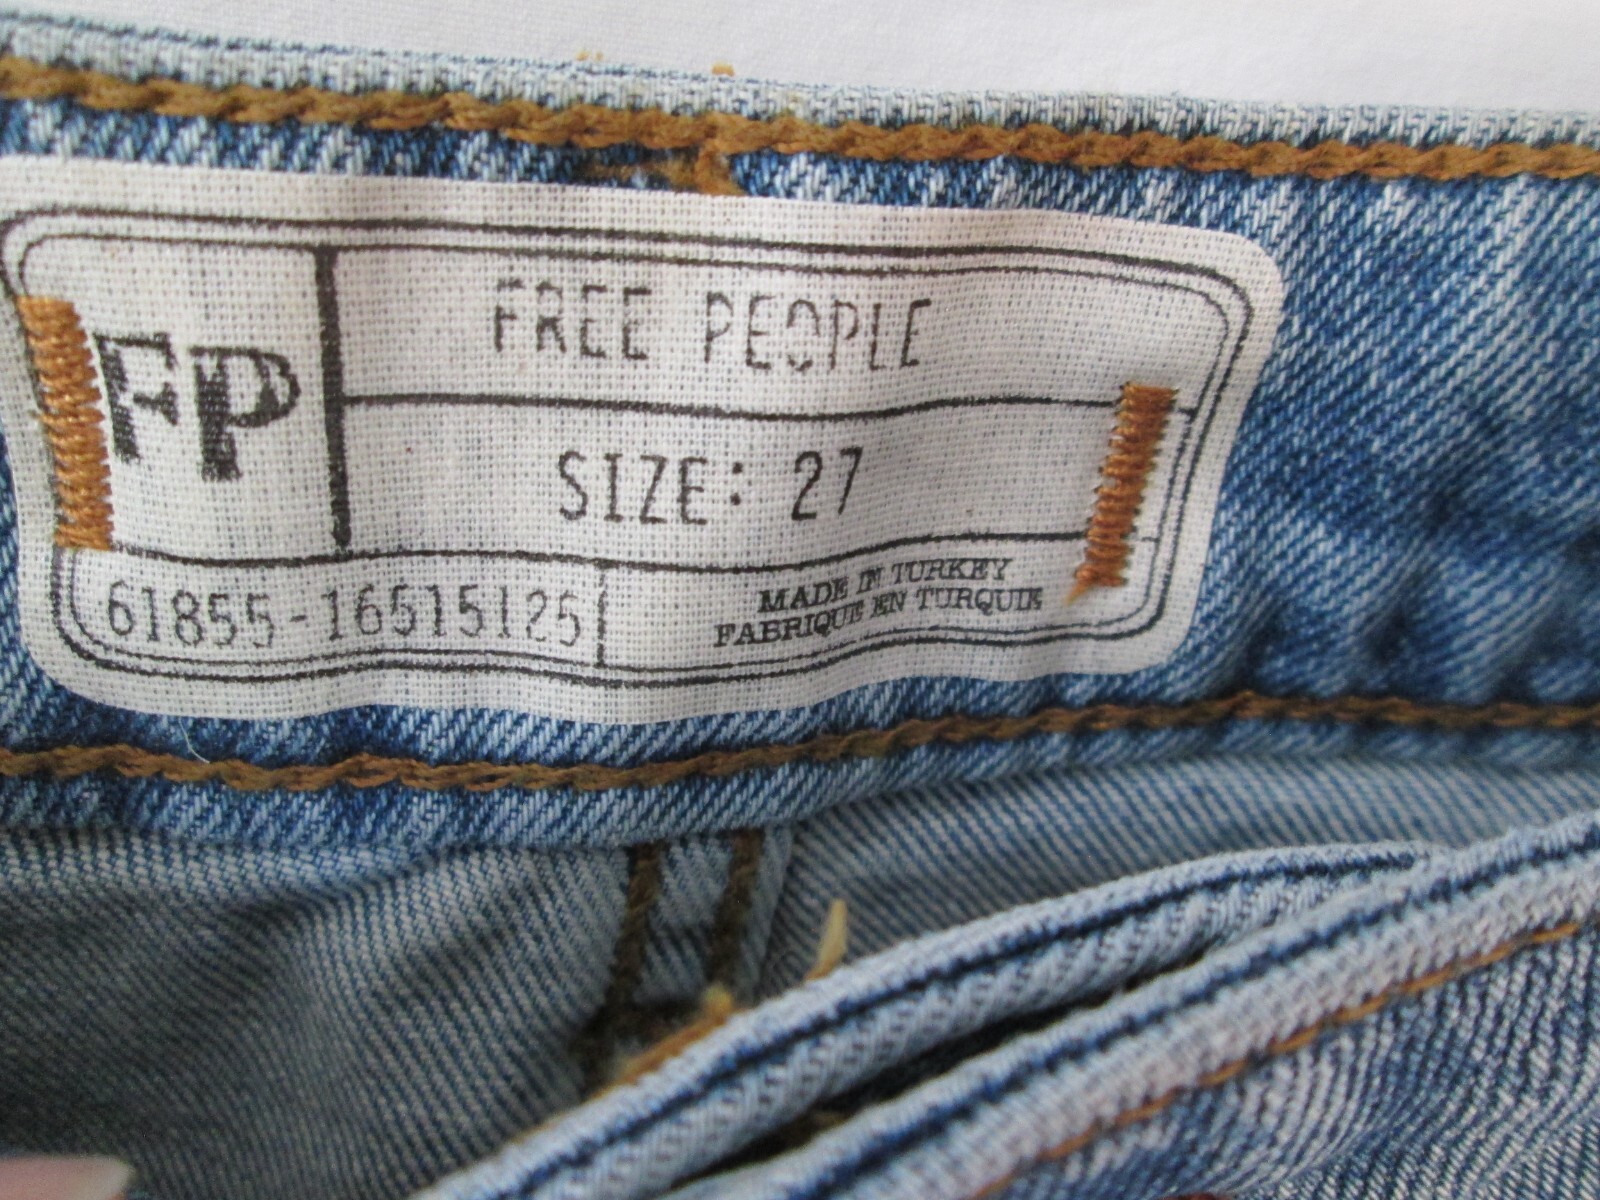 FP
FREE PEOPLE
SIZE: 27
61855-16515125
MADE IN TURKEY
FABRIQUE EN TURQUIE